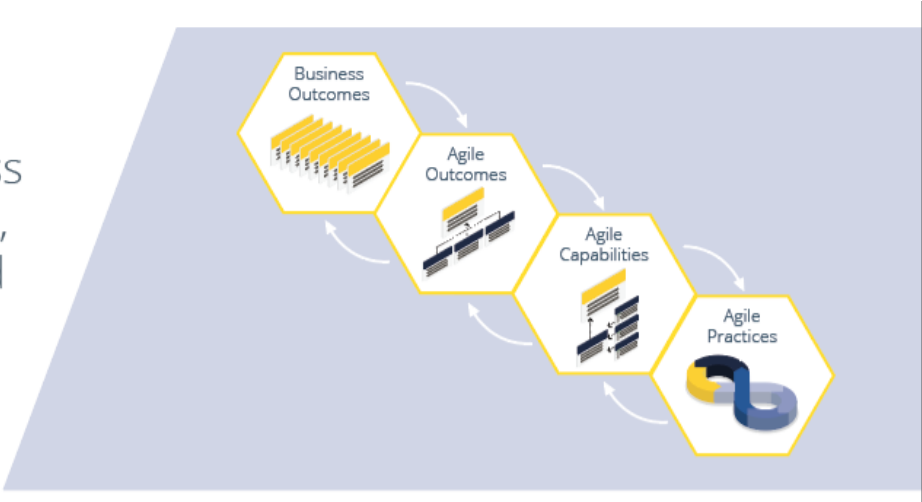 Business
Outcomes
Agile
Outcomes
Agile
Capabilities
Agile
Practices